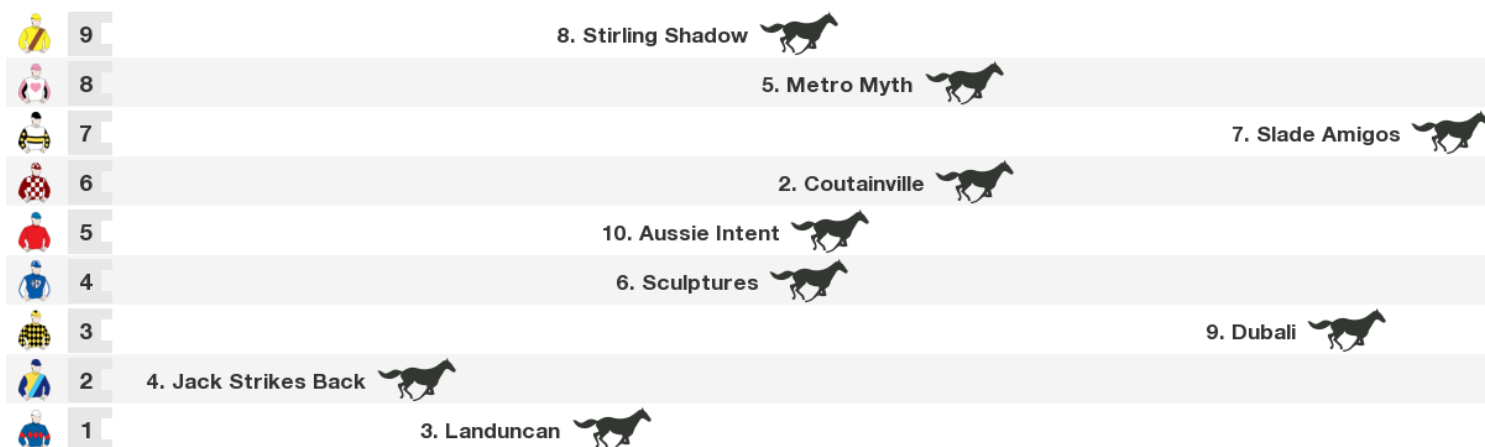 9 8. Stirling Shadow
8 5. Metro Myth
7 7. Slade Amigos
6 2. Coutainville
5 10. Aussie Intent
4 6. Sculptures
3 9. Dubali
2 4. Jack Strikes Back
1 3. Landuncan